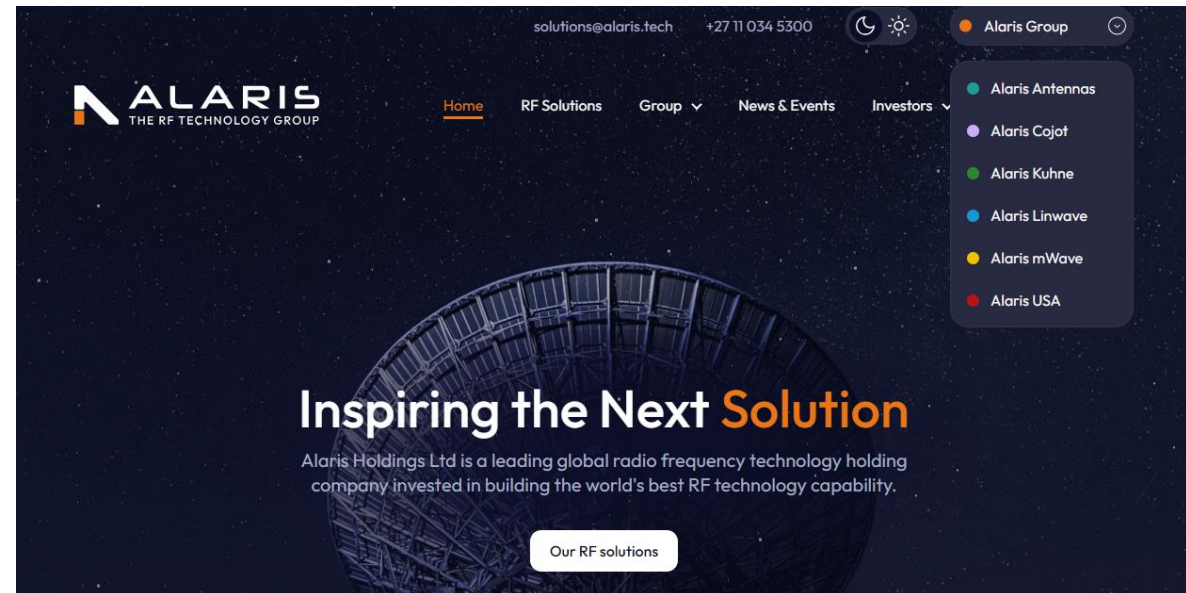 solutions@alaris.tech +27 11 034 5300 Alaris Group
ALARIS
THE RF TECHNOLOGY GROUP
Home RF Solutions Group News & Events Investors
Alaris Antennas
Alaris Cojot
Alaris Kuhne
Alaris Linwave
Alaris mWave
Alaris USA
Inspiring the Next Solution
Alaris Holdings Ltd is a leading global radio frequency technology holding
company invested in building the world's best RF technology capability.
Our RF solutions